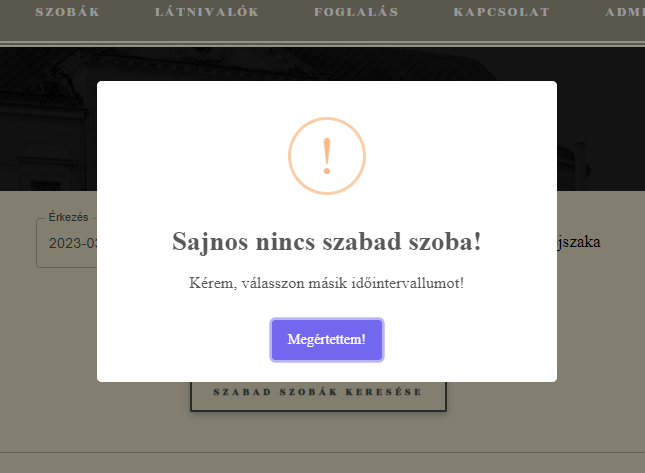 SZOBÁK LÁTNIVALÓK FOGLALÁS KAPCSOLAT
!
Sajnos nincs szabad szoba!
Érkezés
2023-03
jszaka
Kérem, válasszon másik időintervallumot!
Megértettem!
SZABAD SZOBÁK KERESÉSE